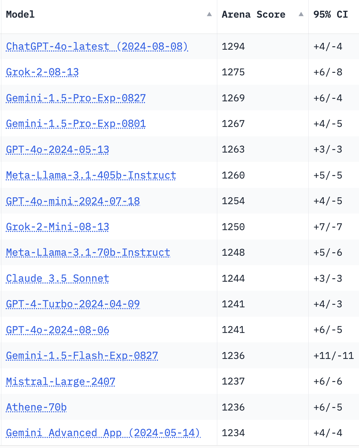 Model Arena Score 95% CI
ChatGPT-4o-latest (2024-08-08) 1294 +4/-4
Grok-2-08-13 1275 +6/-8
Gemini-1.5-Pro-Exp-0827 1269 +6/-4
Gemini-1.5-Pro-Exp-0801 1267 +4/-5
GPT-4o-2024-05-13 1263 +3/-3
Meta-Llama-3.1-405b-Instruct 1260 +5/-5
GPT-4o-mini-2024-07-18 1254 +4/-5
Grok-2-Mini-08-13 1250 +7/-7
Meta-Llama-3.1-70b-Instruct 1248 +5/-6
Claude 3.5 Sonnet 1244 +3/-3
GPT-4-Turbo-2024-04-09 1241 +4/-3
GPT-4o-2024-08-06 1241 +6/-5
Gemini-1.5-Flash-Exp-0827 1236 +11/-11
Mistral-Large-2407 1237 +6/-6
Athene-70b 1236 +6/-5
Gemini Advanced App (2024-05-14) 1234 +4/-4